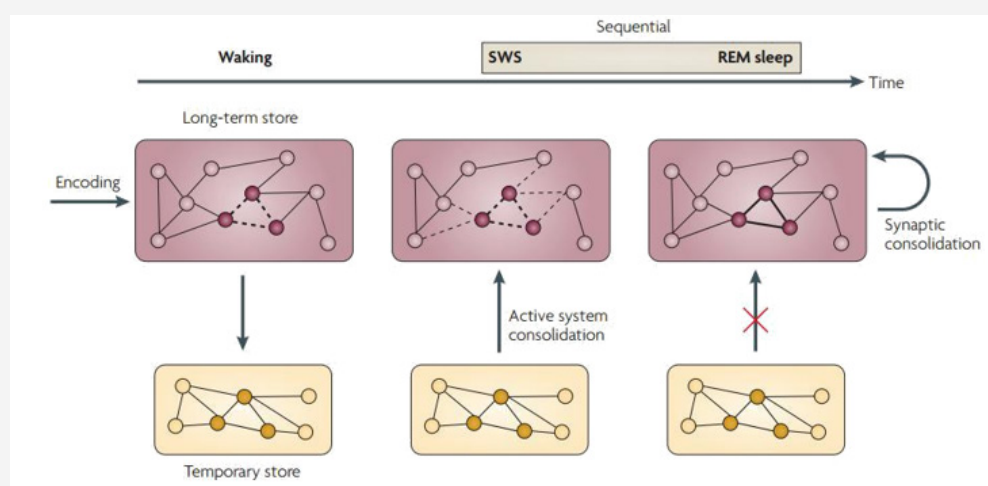 Sequential
Waking
SWS
REM sleep
Time
Long-term store
Encoding
Synaptic
consolidation
Active system
consolidation
Temporary store